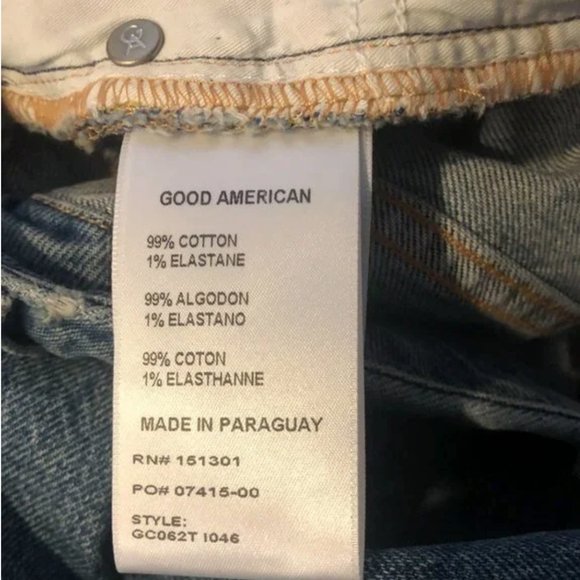 GOOD AMERICAN
99% COTTON
1% ELASTANE
99% ALGODON
1% ELASTANO
99% COTON
1% ELASTHANNE
MADE IN PARAGUAY
RN# 151301
PO# 07415-00
STYLE:
GC062T 1046